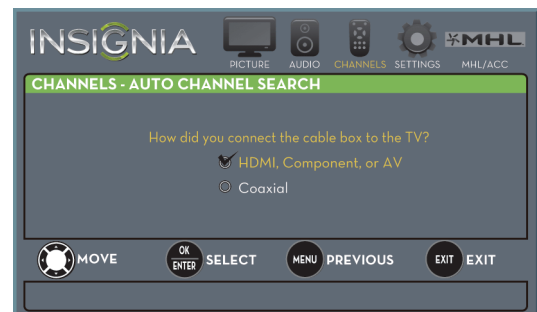 INSIGNIA
PICTURE AUDIO CHANNELS SETTINGS MHL MHL/ACC
CHANNELS - AUTO CHANNEL SEARCH
How did you connect the cable box to the TV?
HDMI, Component, or AV
Coaxial
MOVE OK ENTER SELECT MENU PREVIOUS EXIT EXIT